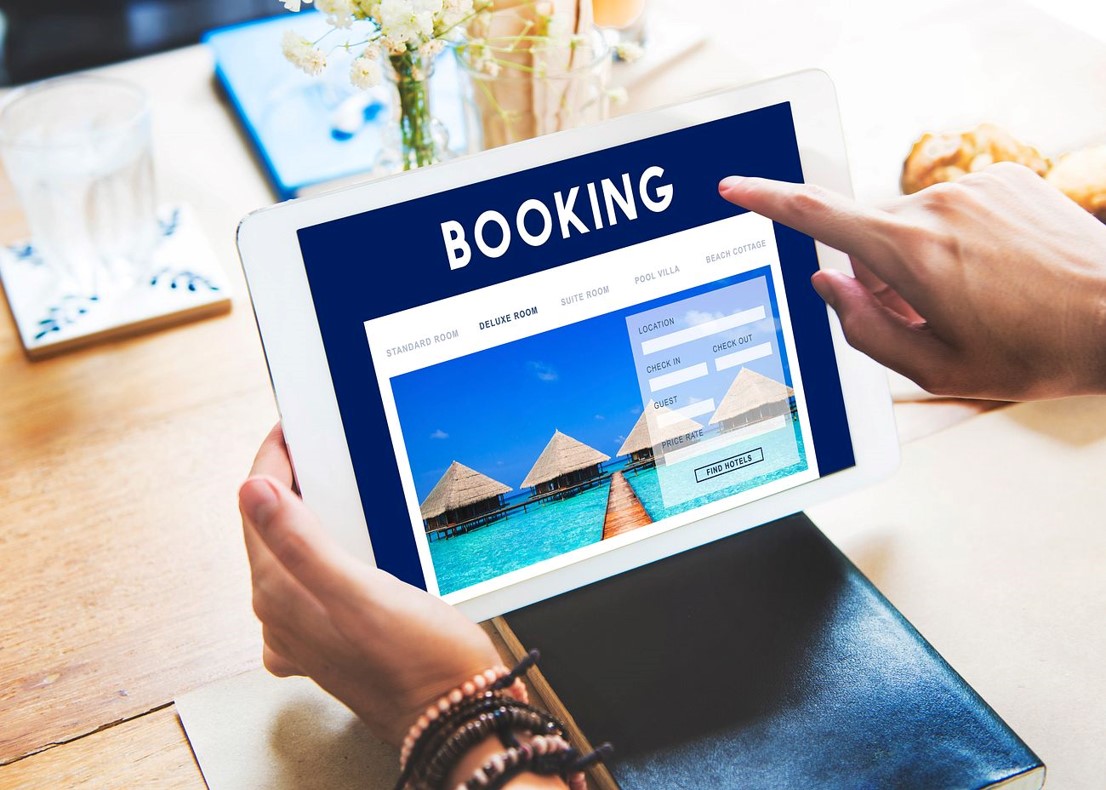 BOOKING
STANDARD ROOM DELUXE ROOM SUITE ROOM POOL VILLA BEACH COTTAGE
LOCATION
CHECK IN CHECK OUT
GUEST
PRICE RATE
FIND HOTELS